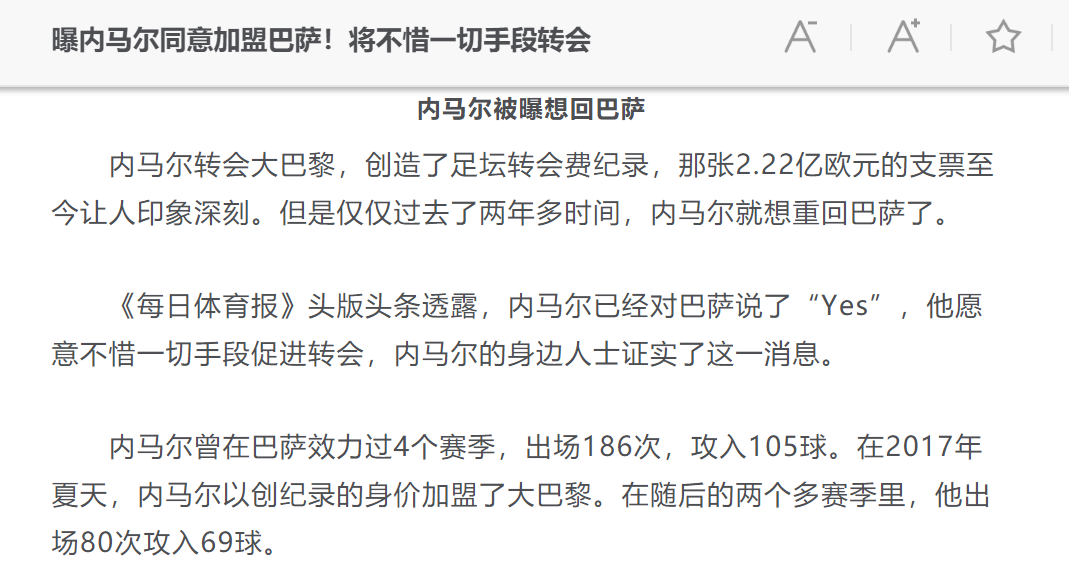 曝内马尔同意加盟巴萨！将不惜一切手段转会
A- A+
内马尔被曝想回巴萨
内马尔转会大巴黎，创造了足坛转会费纪录，那张2.22亿欧元的支票至
今让人印象深刻。但是仅仅过去了两年多时间，内马尔就想重回巴萨了。
《每日体育报》头版头条透露，内马尔已经对巴萨说了“Yes”，他愿
意不惜一切手段促进转会，内马尔的身边人士证实了这一消息。
内马尔曾在巴萨效力过4个赛季，出场186次，攻入105球。在2017年
夏天，内马尔以创纪录的身价加盟了大巴黎。在随后的两个多赛季里，他出
场80次攻入69球。